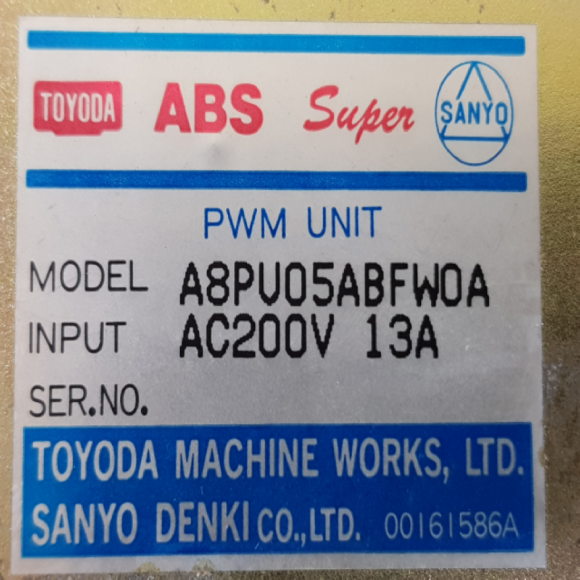 TOYODA ABS Super SANYO
PWM UNIT
MODEL A8PU05ABFW0A
INPUT AC200V 13A
SER.NO.
TOYODA MACHINE WORKS, LTD.
SANYO DENKI CO.,LTD. 00161586A